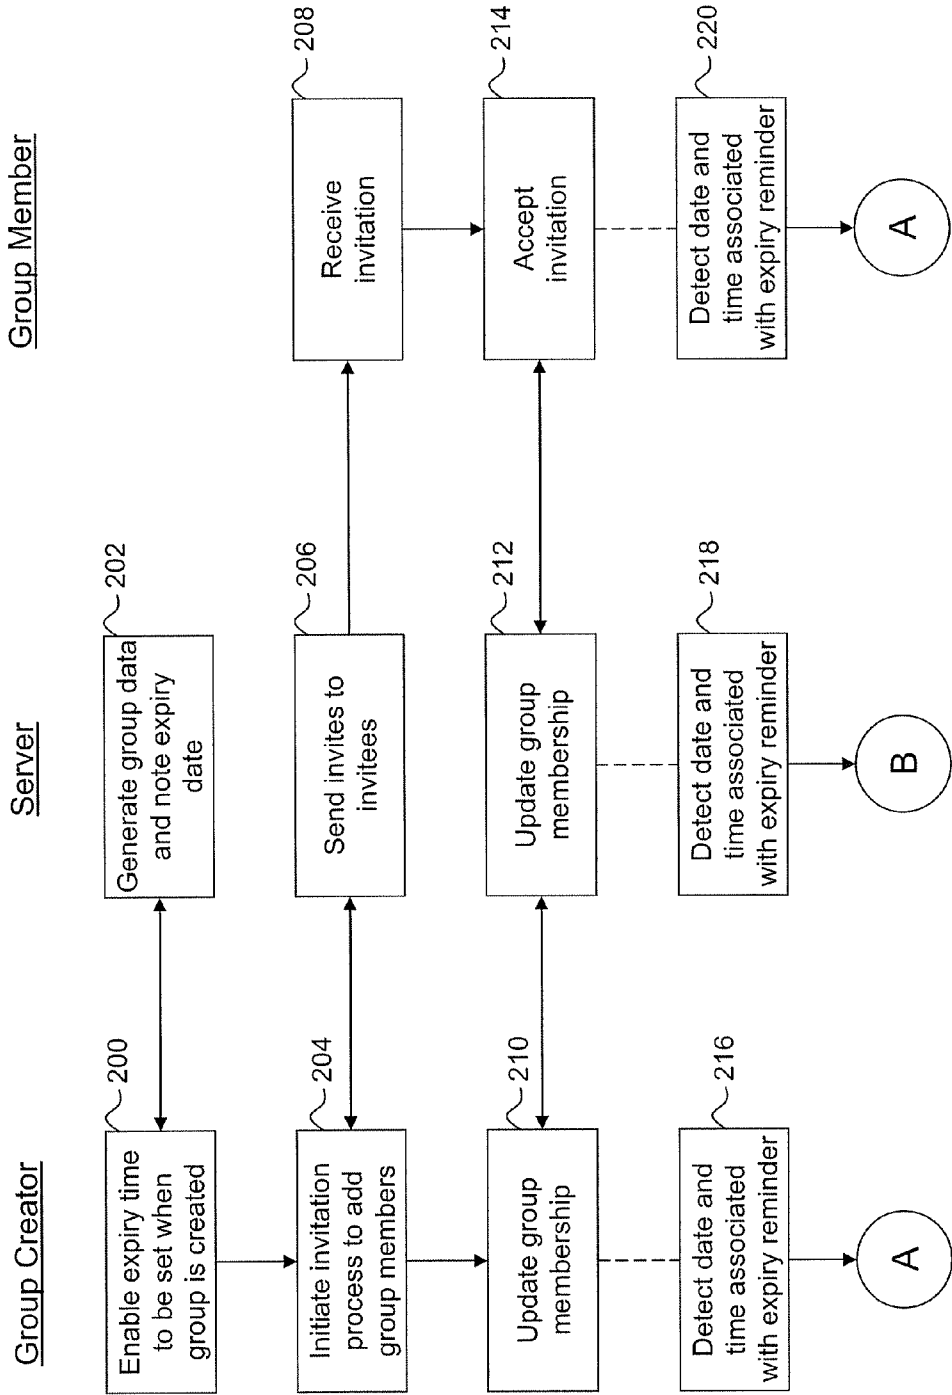 Group Creator
Server
Group Member
200
Enable expiry time
to be set when
group is created
202
Generate group data
and note expiry
date
204
Initiate invitation
process to add
group members
206
Send invites to
invitees
208
Receive
invitation
210
Update group
membership
212
Update group
membership
214
Accept
invitation
216
Detect date and
time associated
with expiry reminder
218
Detect date and
time associated
with expiry reminder
220
Detect date and
time associated
with expiry reminder
A
B
A